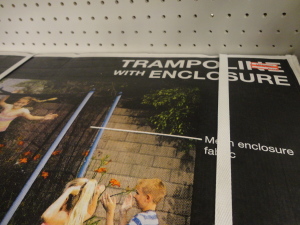 TRAMPOLINE
WITH ENCLOSURE
Mesh enclosure
fabric